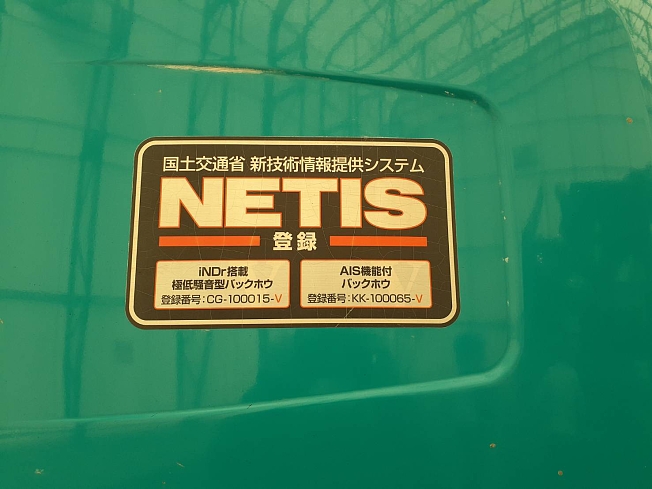 国土交通省 新技術情報提供システム
NETIS
登録
iNDr搭載
極低騒音型バックホウ
登録番号:CG-100015-V
AIS機能付
バックホウ
登録番号:KK-100065-V